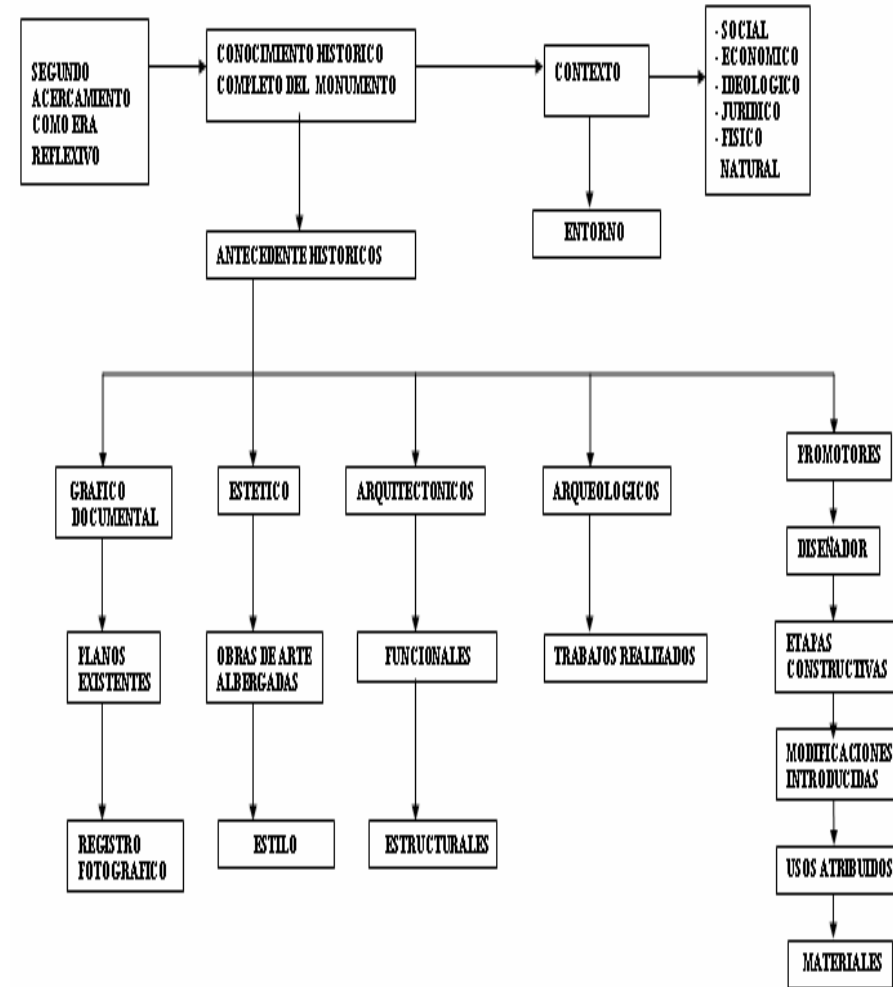 SEGUNDO
ACERCAMIENTO
COMO ERA
REFLEXIVO
CONOCIMIENTO HISTORICO
COMPLETO DEL MONUMENTO
CONTEXTO
- SOCIAL
- ECONOMICO
- IDEOLOGICO
- JURIDICO
- FISICO
NATURAL
ENTORNO
ANTECEDENTE HISTORICOS
GRAFICO
DOCUMENTAL
ESTETICO
ARQUITECTONICOS
ARQUEOLOGICOS
PROMOTORES
DISEÑADOR
PLANOS
EXISTENTES
OBRAS DE ARTE
ALBERGADAS
FUNCIONALES
TRABAJOS REALIZADOS
ETAPAS
CONSTRUCTIVAS
MODIFICACIONES
INTRODUCIDAS
REGISTRO
FOTOGRAFICO
ESTILO
ESTRUCTURALES
USOS ATRIBUIDOS
MATERIALES